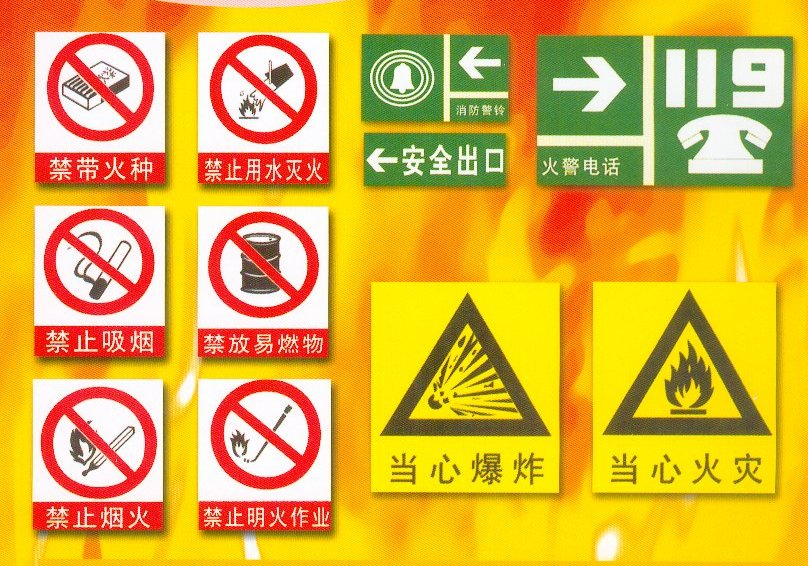 禁带火种
禁止用水灭火
消防警铃
安全出口
119
火警电话
禁止吸烟
禁放易燃物
禁止烟火
禁止明火作业
当心爆炸
当心火灾